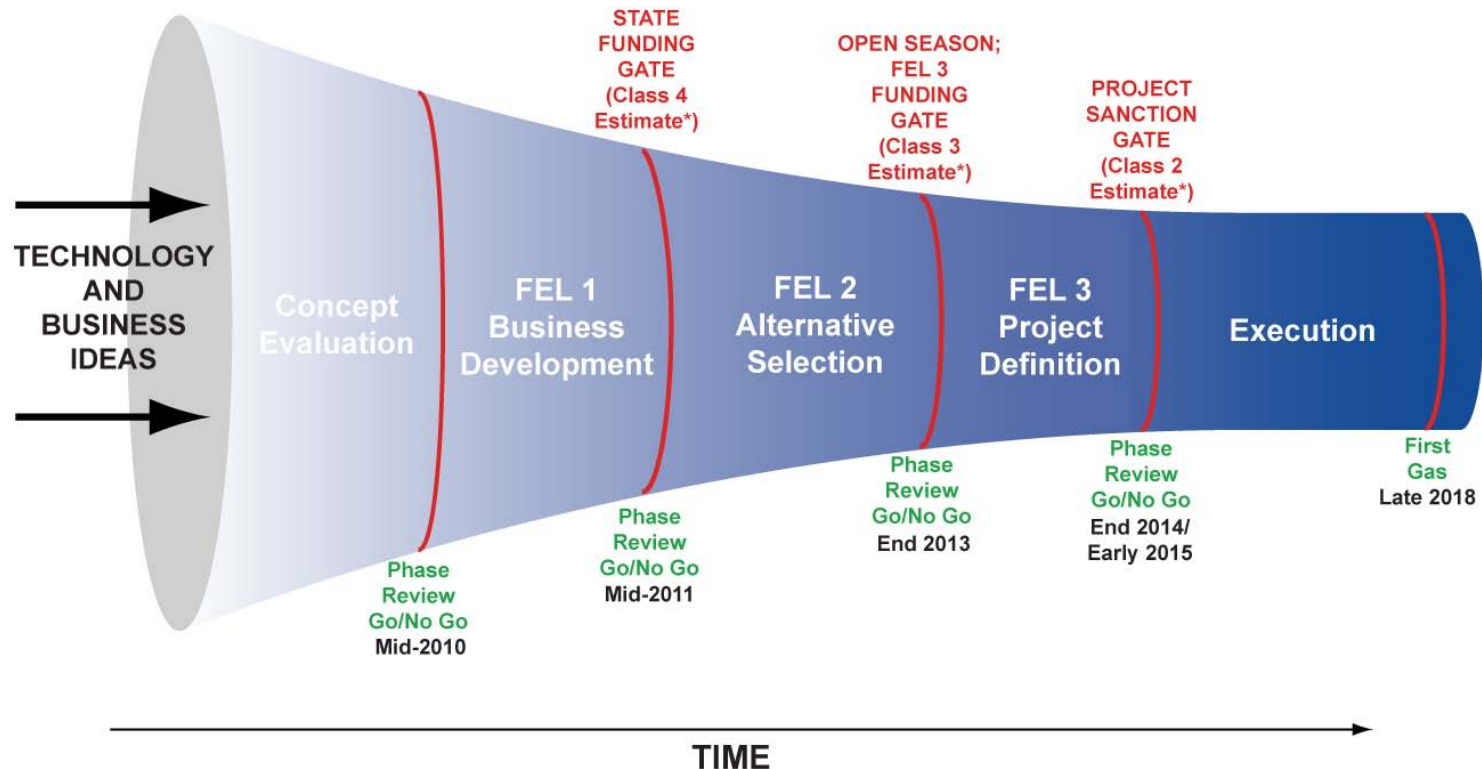 STATE
FUNDING
GATE
(Class 4
Estimate*)
OPEN SEASON;
FEL 3
FUNDING
GATE
(Class 3
Estimate*)
PROJECT
SANCTION
GATE
(Class 2
Estimate*)
TECHNOLOGY
AND
BUSINESS
IDEAS
Concept
Evaluation
FEL 1
Business
Development
FEL 2
Alternative
Selection
FEL 3
Project
Definition
Execution
Phase
Review
Go/No Go
Mid-2010
Phase
Review
Go/No Go
Mid-2011
Phase
Review
Go/No Go
End 2013
Phase
Review
Go/No Go
End 2014/
Early 2015
First
Gas
Late 2018
TIME